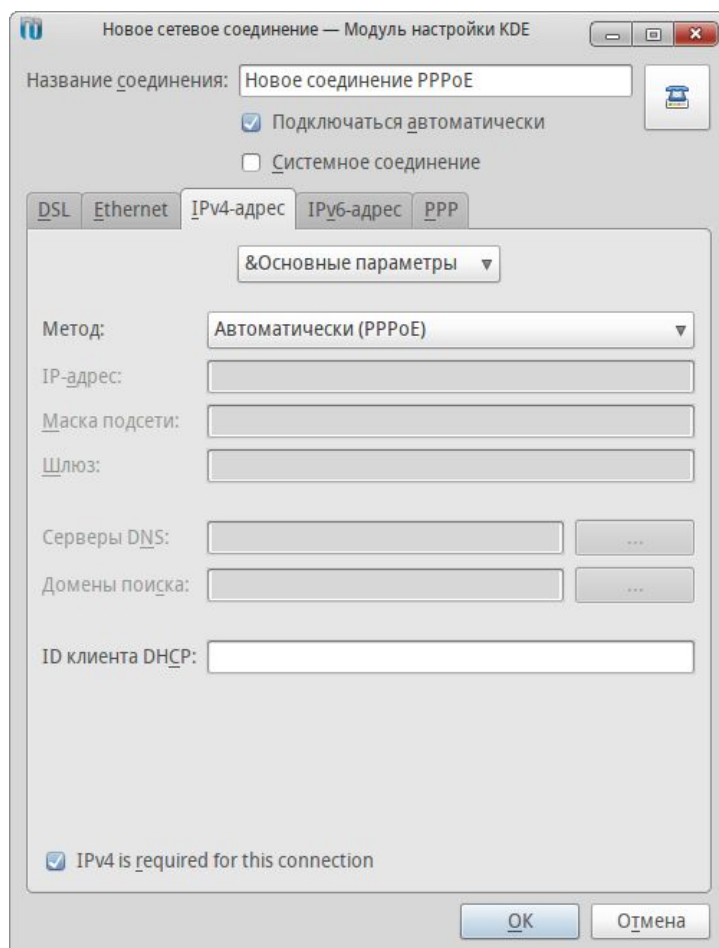 Новое сетевое соединение — Модуль настройки KDE
Название соединения: Новое соединение PPPoE
Подключаться автоматически
Системное соединение
DSL Ethernet IPv4-адрес IPv6-адрес PPP
&Основные параметры
Метод: Автоматически (PPPoE)
IP-адрес:
Маска подсети:
Шлюз:
Серверы DNS: ...
Домены поиска: ...
ID клиента DHCP:
IPv4 is required for this connection
OK Отмена